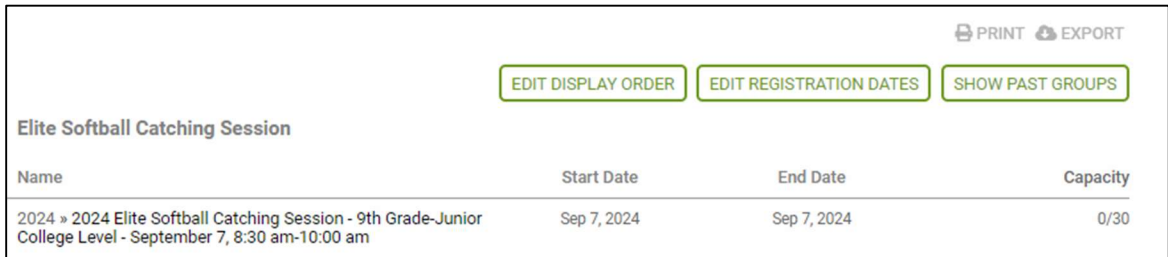 PRINT EXPORT
EDIT DISPLAY ORDER EDIT REGISTRATION DATES SHOW PAST GROUPS
Elite Softball Catching Session
Name Start Date End Date Capacity
2024 » 2024 Elite Softball Catching Session - 9th Grade-Junior Sep 7, 2024 Sep 7, 2024 0/30
College Level - September 7, 8:30 am-10:00 am